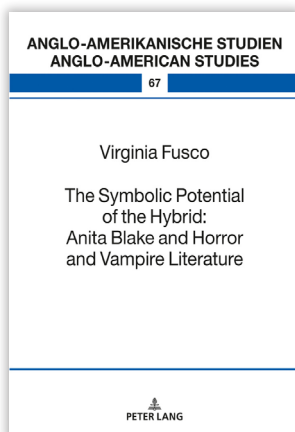 ANGLO-AMERIKANISCHE STUDIEN
ANGLO-AMERICAN STUDIES
67
Virginia Fusco
The Symbolic Potential
of the Hybrid:
Anita Blake and Horror
and Vampire Literature
PETER LANG